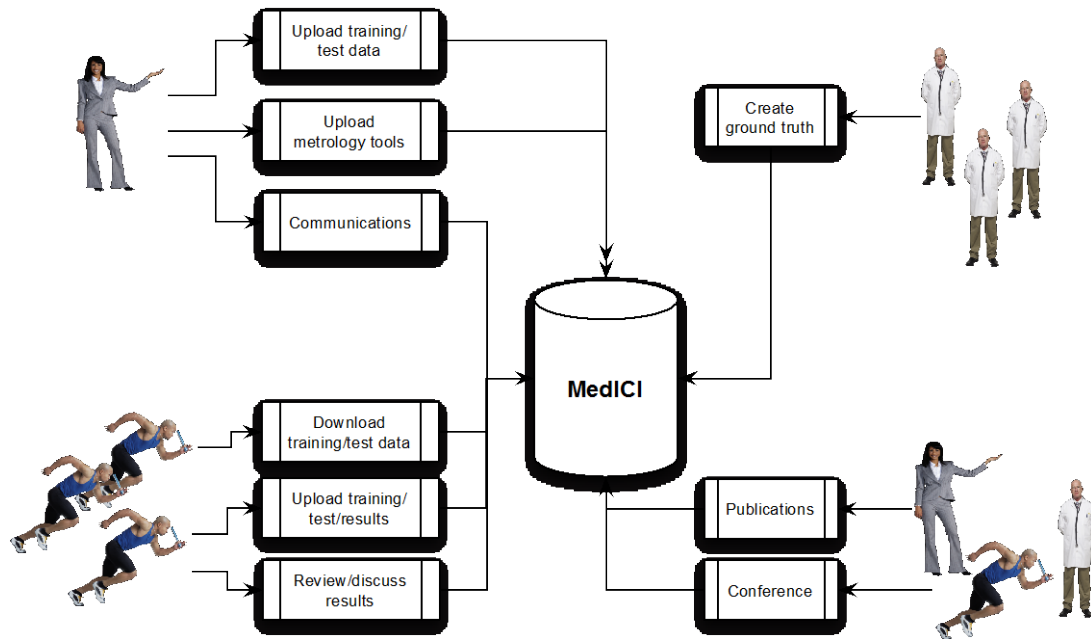 Upload training/
test data
Upload
metrology tools
Communications
Create
ground truth
MedICI
Download
training/test data
Upload training/
test/results
Review/discuss
results
Publications
Conference